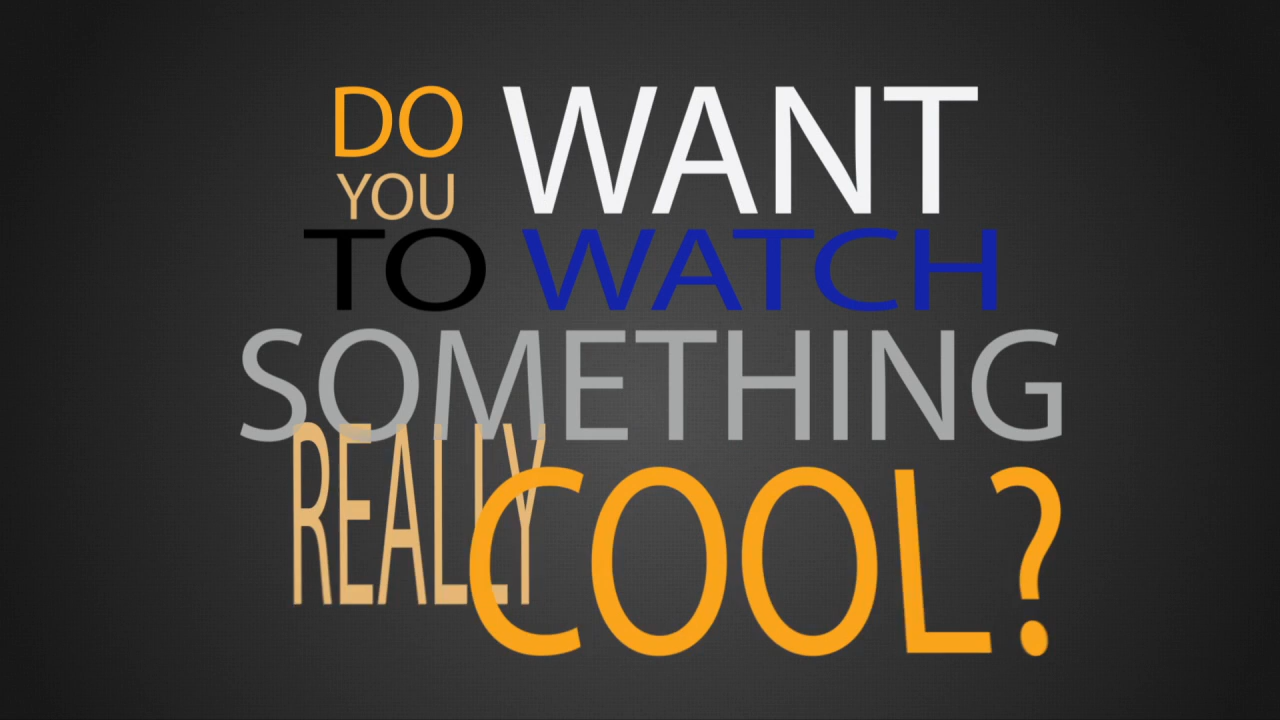 DO WANT
YOU
TO WATCH
SOMETHING
REALLY COOL?